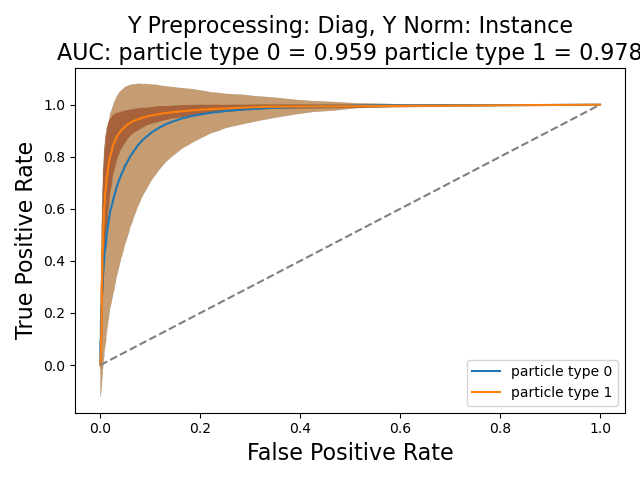 Y Preprocessing: Diag, Y Norm: Instance
AUC: particle type 0 = 0.959 particle type 1 = 0.978
True Positive Rate
1.0
0.8
0.6
0.4
0.2
0.0
particle type 0
particle type 1
0.0 0.2 0.4 0.6 0.8 1.0
False Positive Rate